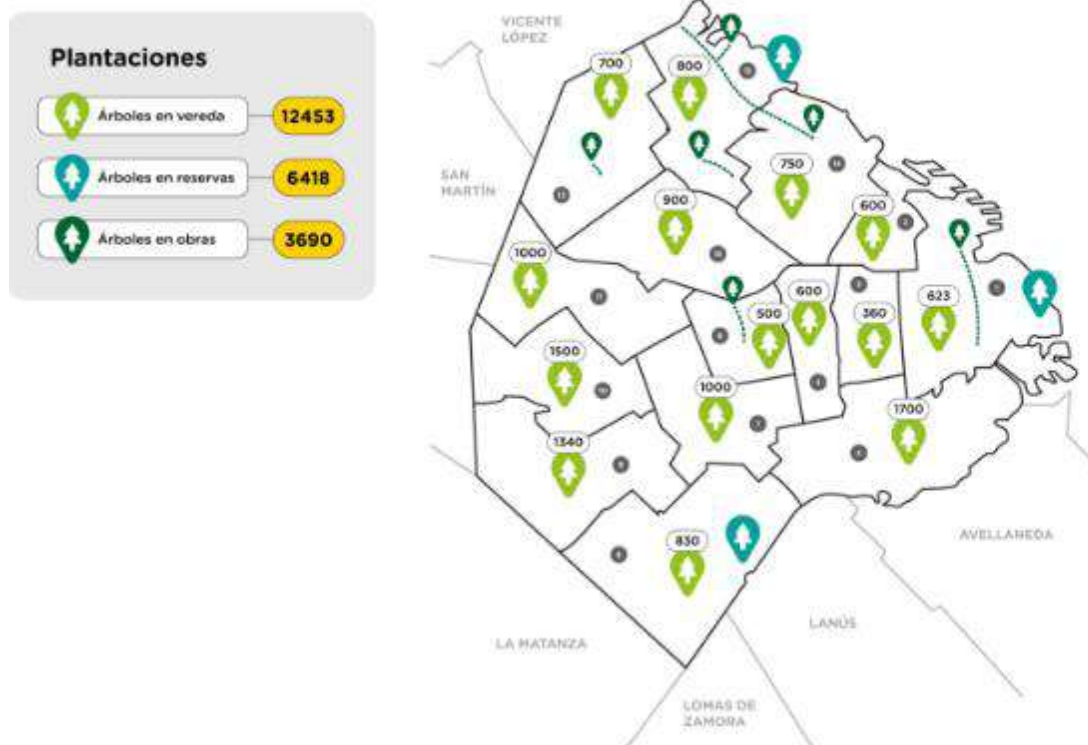 Plantaciones
Árboles en vereda 12453
Árboles en reservas 6418
Árboles en obras 3690
VICENTE
LÓPEZ
700
800
SAN
MARTÍN
750
900
600
1000
600
500
360
623
1500
1000
1700
1340
830
AVELLANEDA
LANÚS
LA MATANZA
LOMAS DE
ZAMORA